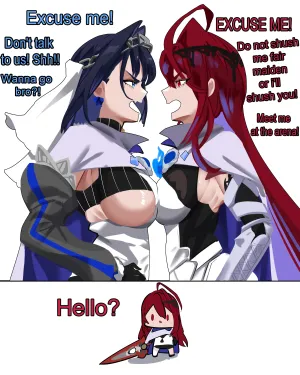 Excuse me!
Don't talk
to us! Shh!!
Wanna go
bro?!
EXCUSE ME!
Do not shush
me fair
maiden
or I'll
shush you!
Meet me
at the arena!
Hello?